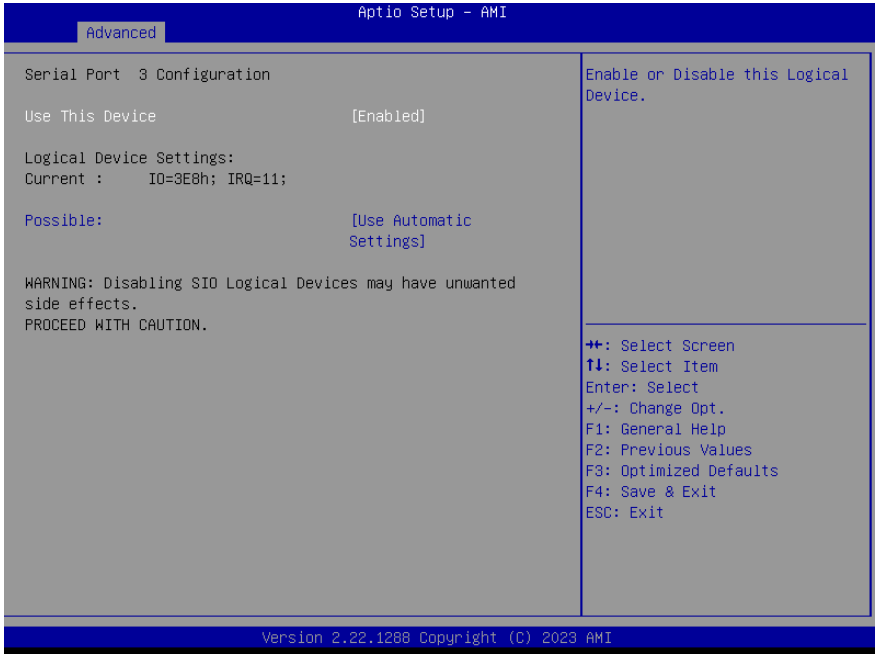 Aptio Setup – AMI
Advanced
Serial Port  3 Configuration
Use This Device [Enabled]
Logical Device Settings:
Current :     IO=3E8h; IRQ=11;
Possible: [Use Automatic
Settings]
WARNING: Disabling SIO Logical Devices may have unwanted
side effects.
PROCEED WITH CAUTION.
Enable or Disable this Logical
Device.
→←: Select Screen
↑↓: Select Item
Enter: Select
+/-: Change Opt.
F1: General Help
F2: Previous Values
F3: Optimized Defaults
F4: Save & Exit
ESC: Exit
Version 2.22.1288 Copyright (C) 2023 AMI